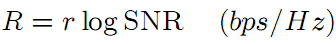 R = r log SNR (bps/Hz)